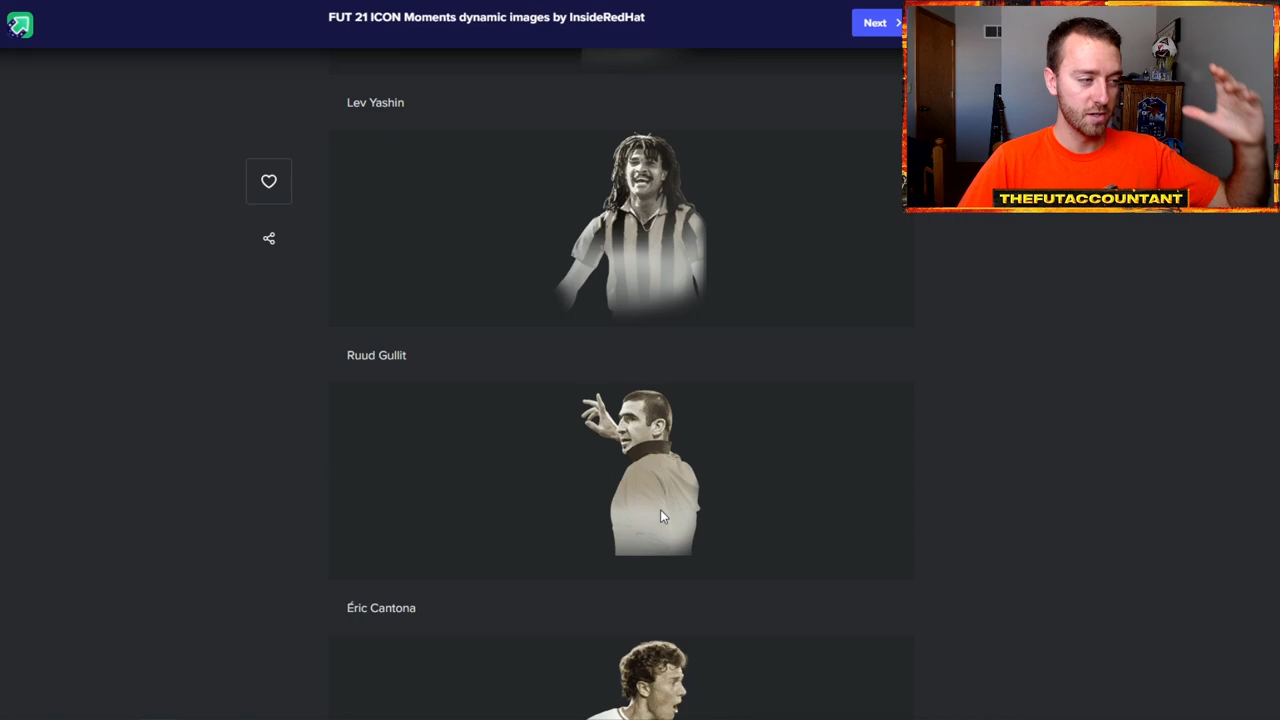 FUT 21 ICON Moments dynamic images by InsideRedHat
Next
Lev Yashin
THEFUTACCOUNTANT
Ruud Gullit
Éric Cantona